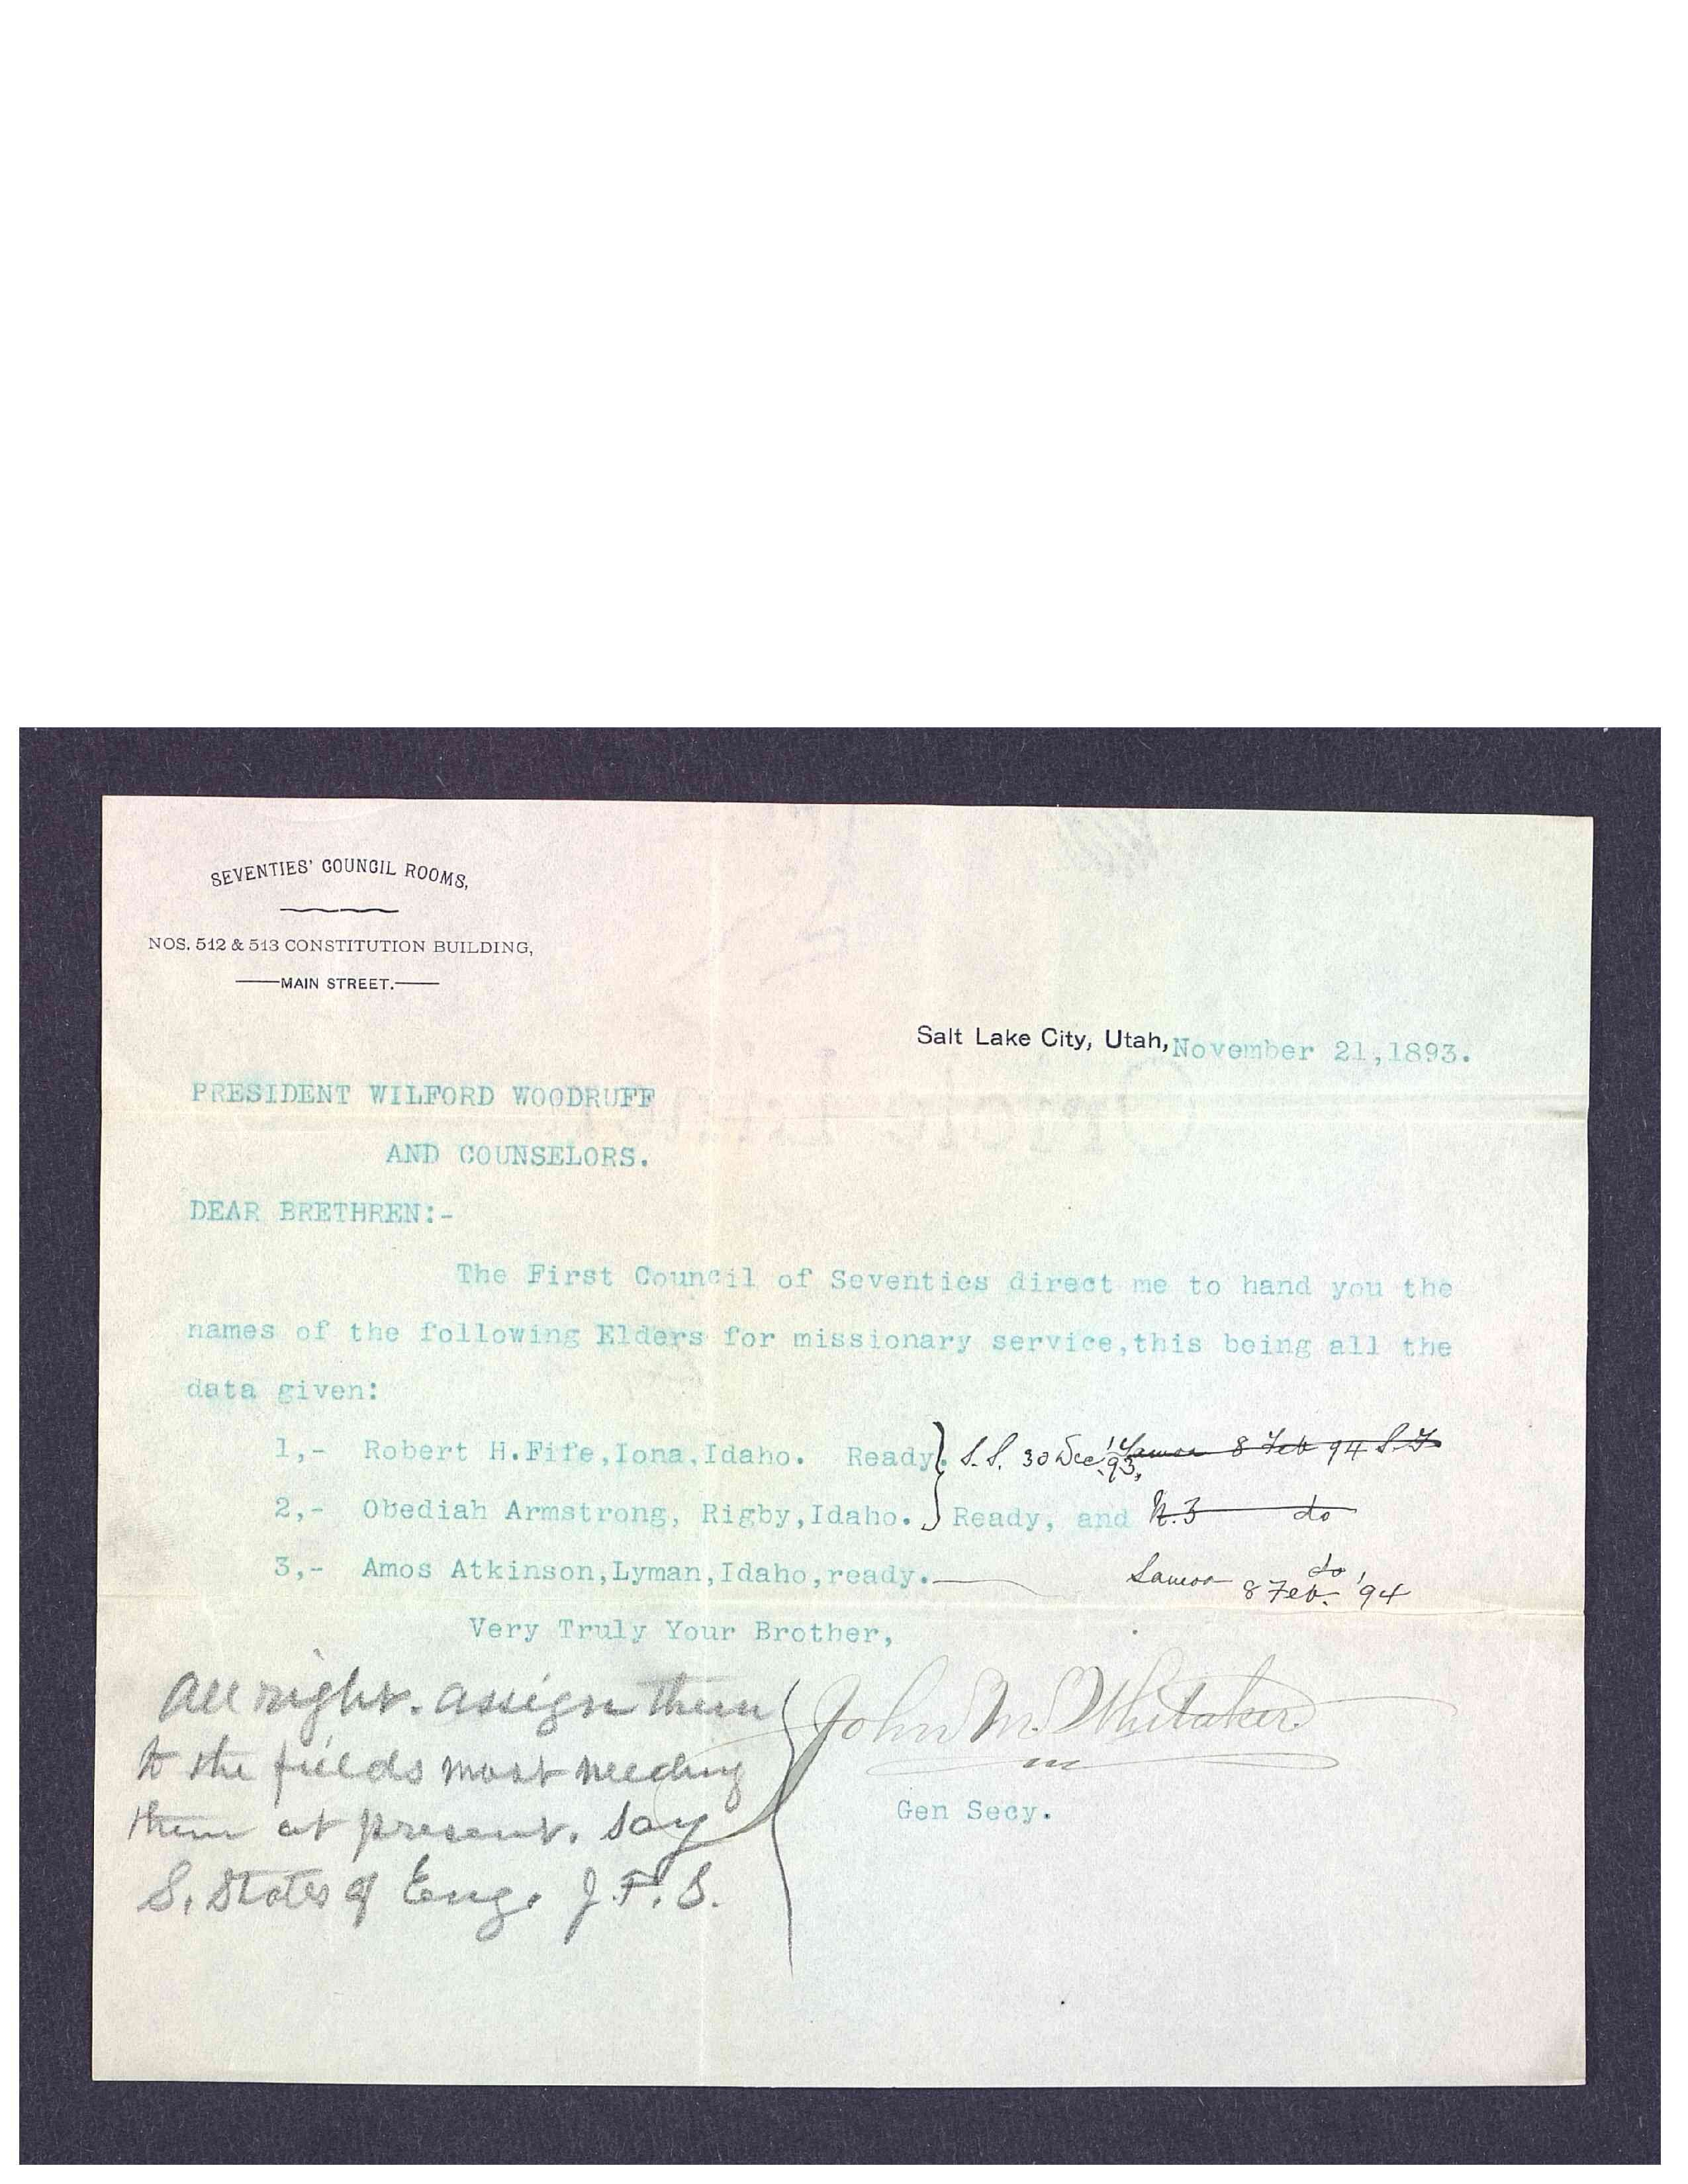 SEVENTIES' COUNCIL ROOMS,
NOS. 512 & 513 CONSTITUTION BUILDING,
MAIN STREET.
Salt Lake City, Utah, November 21,1893.
PRESIDENT WILFORD WOODRUFF
AND COUNSELORS.
DEAR BRETHREN:-
The First Council of Seventies direct me to hand you the
names of the following Elders for missionary service,this being all the
data given:
1,- Robert H.Fife,Iona,Idaho. Ready. } S.S. 30 Dec. '93, Samoa 8 Feb 94
2,- Obediah Armstrong, Rigby,Idaho. } Ready, and do
3,- Amos Atkinson,Lyman,Idaho,ready. Samoa do
8 Feb. '94
Very Truly Your Brother,
John M. Whitaker
Gen Secy.
All right. assign them
to the fields most needing
them at present. say
S. States of Eng. J.F.S.